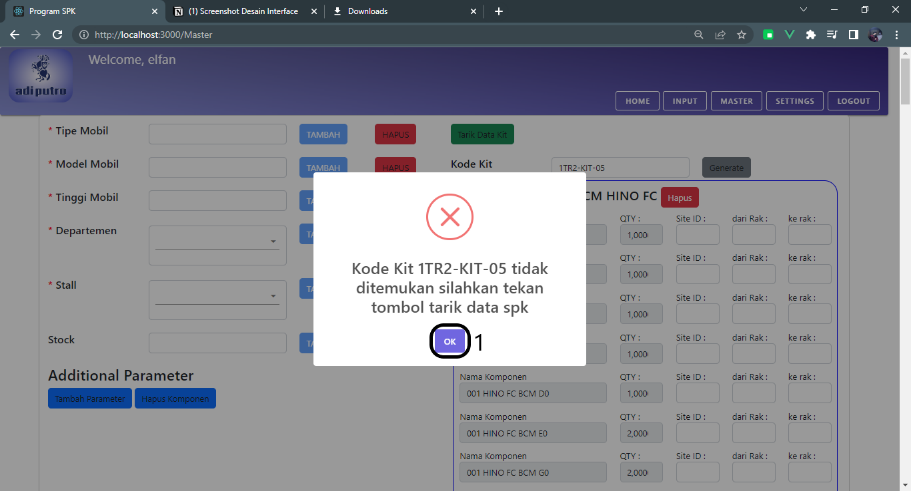 Program SPK
(1) Screenshot Desain Interface
Downloads
http://localhost:3000/Master
adiputro
Welcome, elfan
HOME
INPUT
MASTER
SETTINGS
LOGOUT
* Tipe Mobil
TAMBAH
HAPUS
Tarik Data Kit
* Model Mobil
TAMBAH
HAPUS
Kode Kit
1TR2-KIT-05
Generate
* Tinggi Mobil
* Departemen
* Stall
Stock
Additional Parameter
Tambah Parameter
Hapus Komponen
Kode Kit 1TR2-KIT-05 tidak
ditemukan silahkan tekan
tombol tarik data spk
OK
1
CM HINO FC
Hapus
QTY :
Site ID :
dari Rak :
ke rak :
1,000
QTY :
Site ID :
dari Rak :
ke rak :
1,000
QTY :
Site ID :
dari Rak :
ke rak :
1,000
QTY :
Site ID :
dari Rak :
ke rak :
1,000
Nama Komponen
QTY :
Site ID :
dari Rak :
ke rak :
001 HINO FC BCM D0
1,000
Nama Komponen
QTY :
Site ID :
dari Rak :
ke rak :
001 HINO FC BCM E0
2,000
Nama Komponen
QTY :
Site ID :
dari Rak :
ke rak :
001 HINO FC BCM G0
2,000